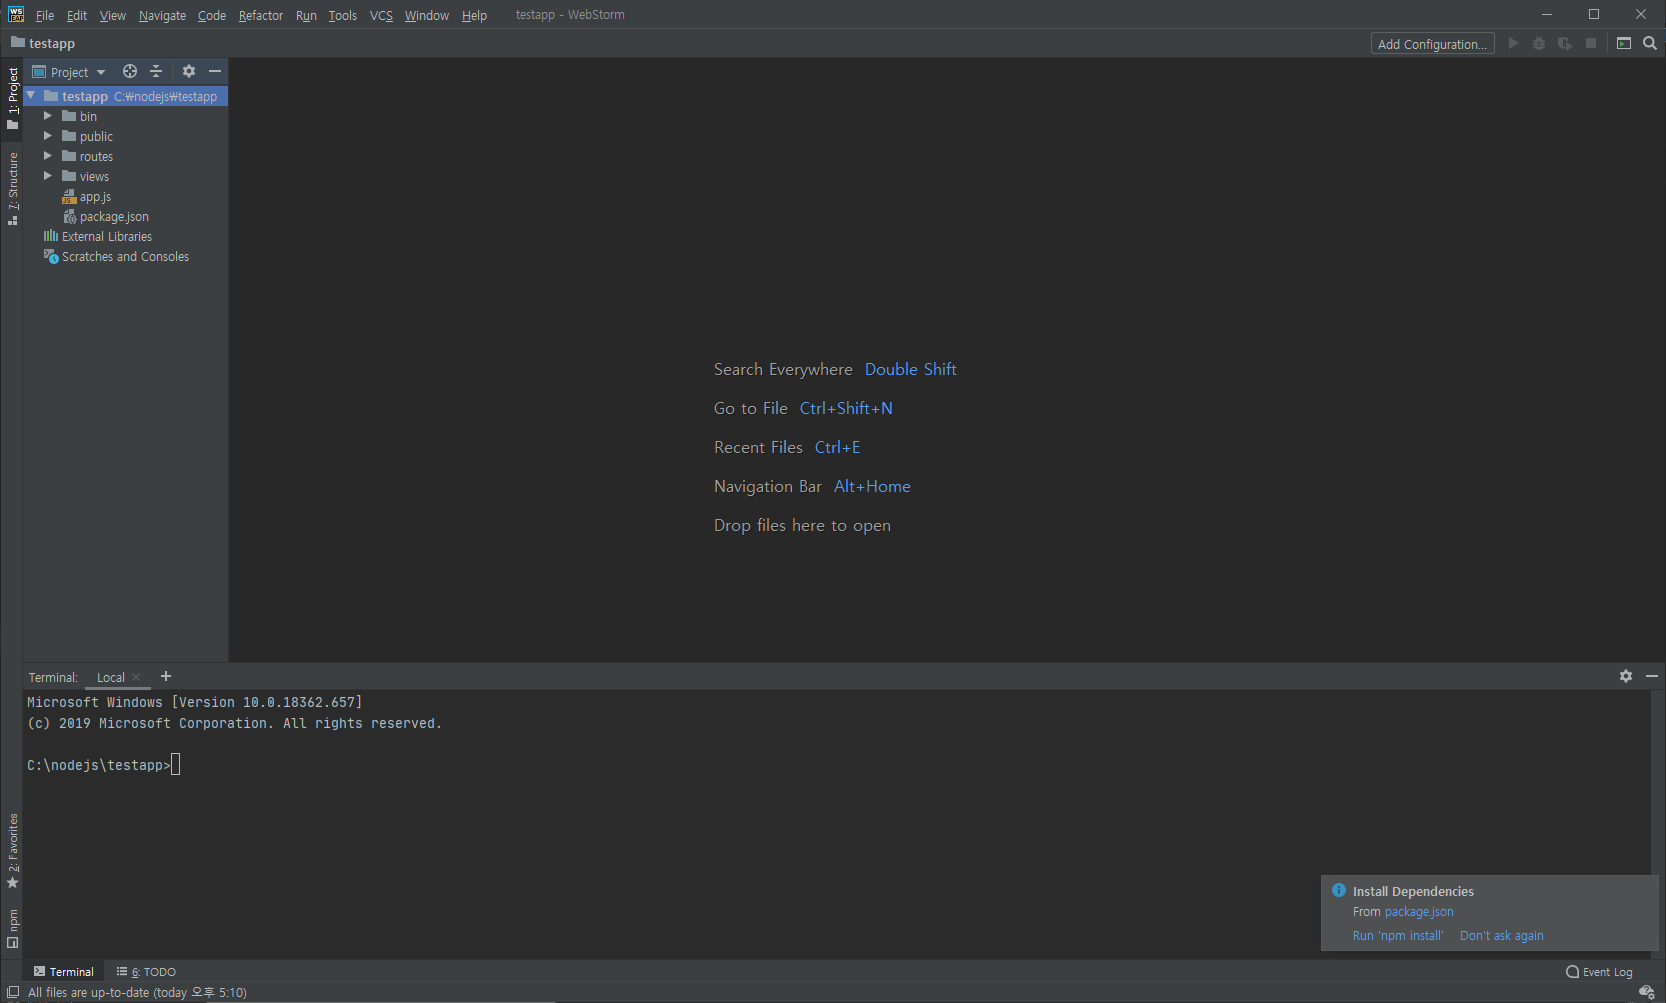 WS
EAP
File Edit View Navigate Code Refactor Run Tools VCS Window Help testapp - WebStorm
testapp
Add Configuration...
1: Project
Project
testapp C:₩nodejs₩testapp
bin
public
routes
views
JS app.js
package.json
External Libraries
Scratches and Consoles
7: Structure
Search Everywhere Double Shift
Go to File Ctrl+Shift+N
Recent Files Ctrl+E
Navigation Bar Alt+Home
Drop files here to open
Terminal: Local
Microsoft Windows [Version 10.0.18362.657]
(c) 2019 Microsoft Corporation. All rights reserved.
C:\nodejs\testapp>
2: Favorites
npm
Install Dependencies
From package.json
Run 'npm install' Don't ask again
Terminal 6: TODO
Event Log
All files are up-to-date (today 오후 5:10)